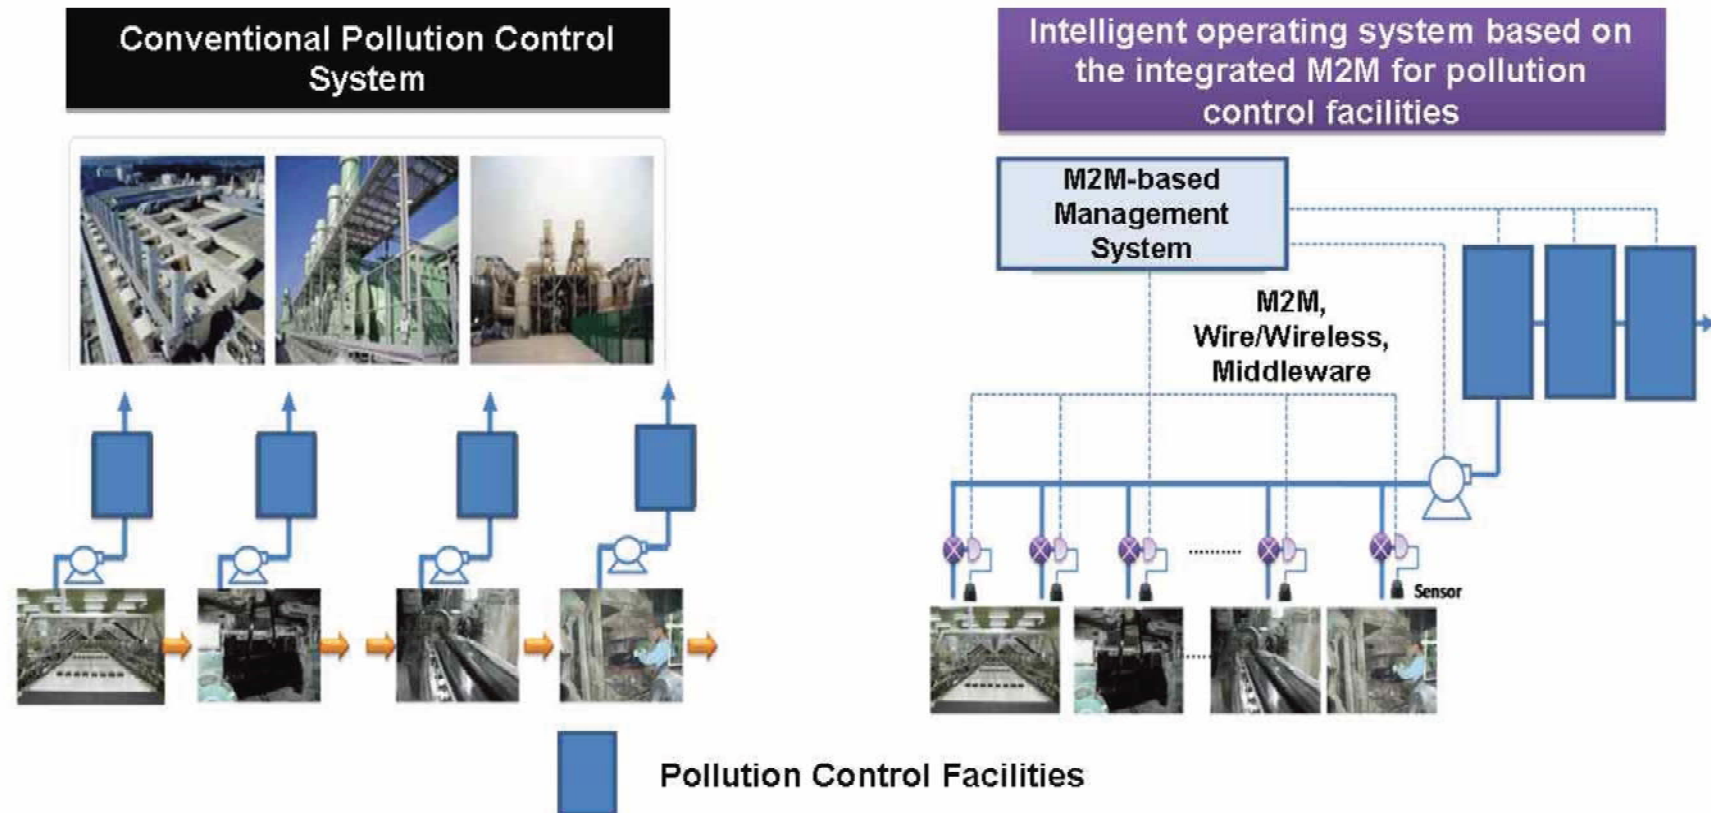 Conventional Pollution Control
System
Intelligent operating system based on
the integrated M2M for pollution
control facilities
M2M-based
Management
System
M2M,
Wire/Wireless,
Middleware
Sensor
Pollution Control Facilities